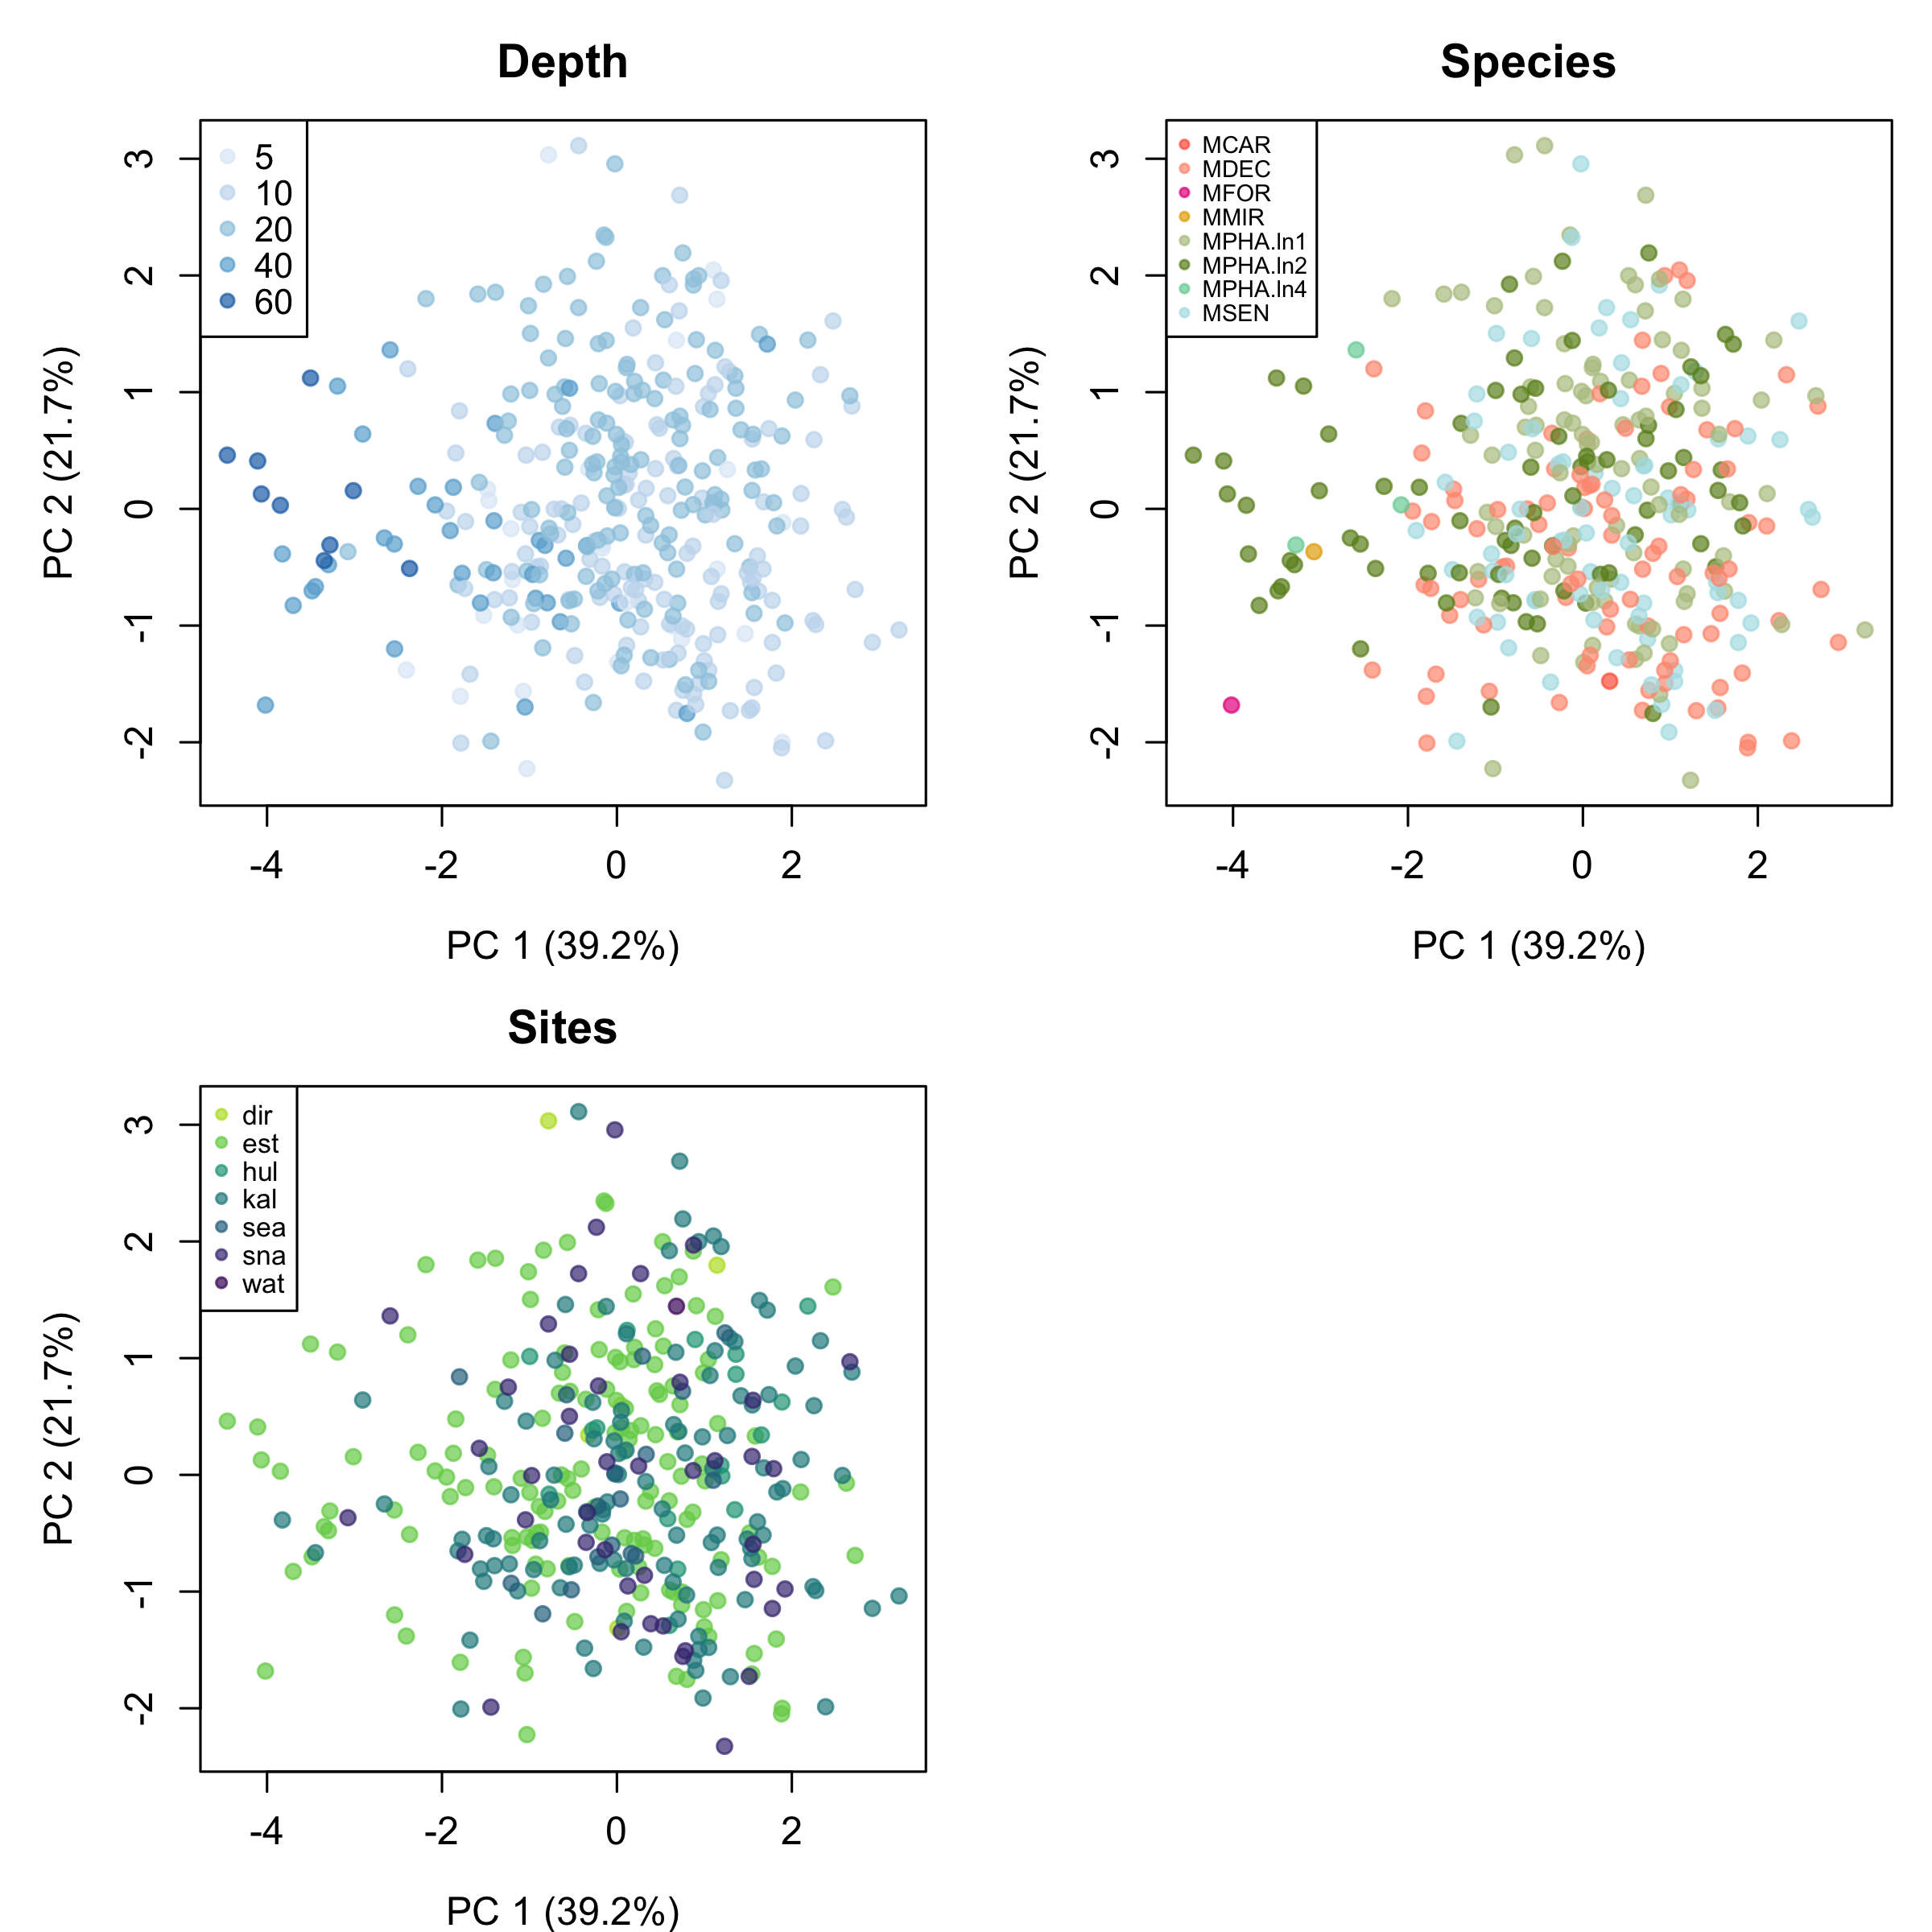 Depth
3
2
1
0
-1
-2
PC 2 (21.7%)
5
10
20
40
60
-4
-2
0
2
PC 1 (39.2%)
Species
3
2
1
0
-1
-2
PC 2 (21.7%)
MCAR
MDEC
MFOR
MMIR
MPHA.ln1
MPHA.ln2
MPHA.ln4
MSEN
-4
-2
0
2
PC 1 (39.2%)
Sites
3
2
1
0
-1
-2
PC 2 (21.7%)
dir
est
hul
kal
sea
sna
wat
-4
-2
0
2
PC 1 (39.2%)